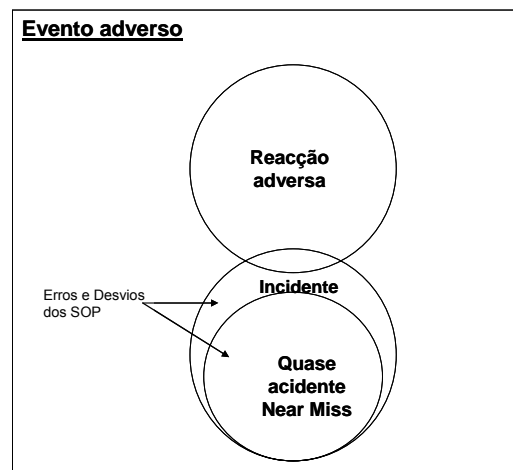 Evento adverso
Reacção
adversa
Incidente
Erros e Desvios
dos SOP
Quase
acidente
Near Miss